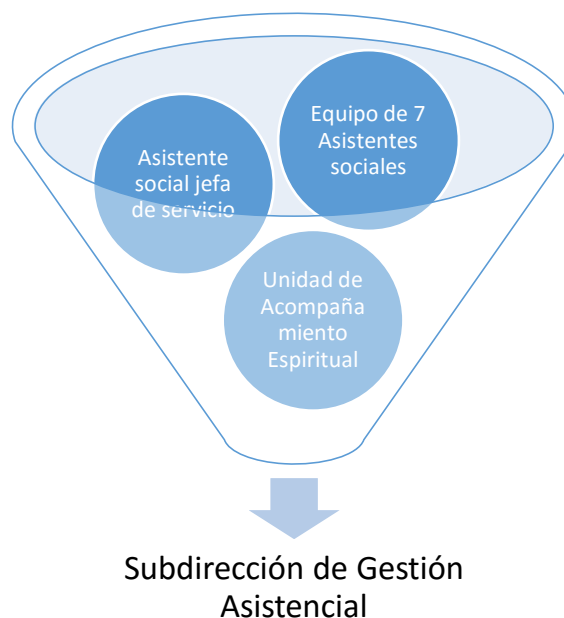 Equipo de 7
Asistentes
sociales
Asistente
social jefa
de servicio
Unidad de
Acompaña
miento
Espiritual
Subdirección de Gestión
Asistencial